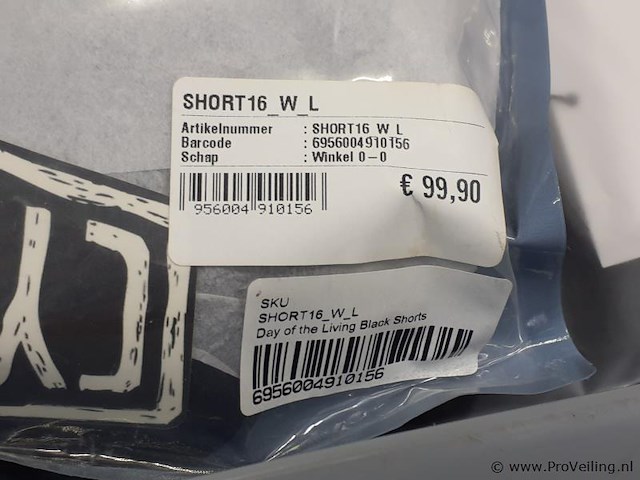 SHORT16_W_L
Artikelnummer : SHORT16_W_L
Barcode : 6956004910156
Schap : Winkel 0-0
€ 99,90
956004 910156
SKU
SHORT16_W_L
Day of the Living Black Shorts
6956004910156
© www.ProVeiling.nl